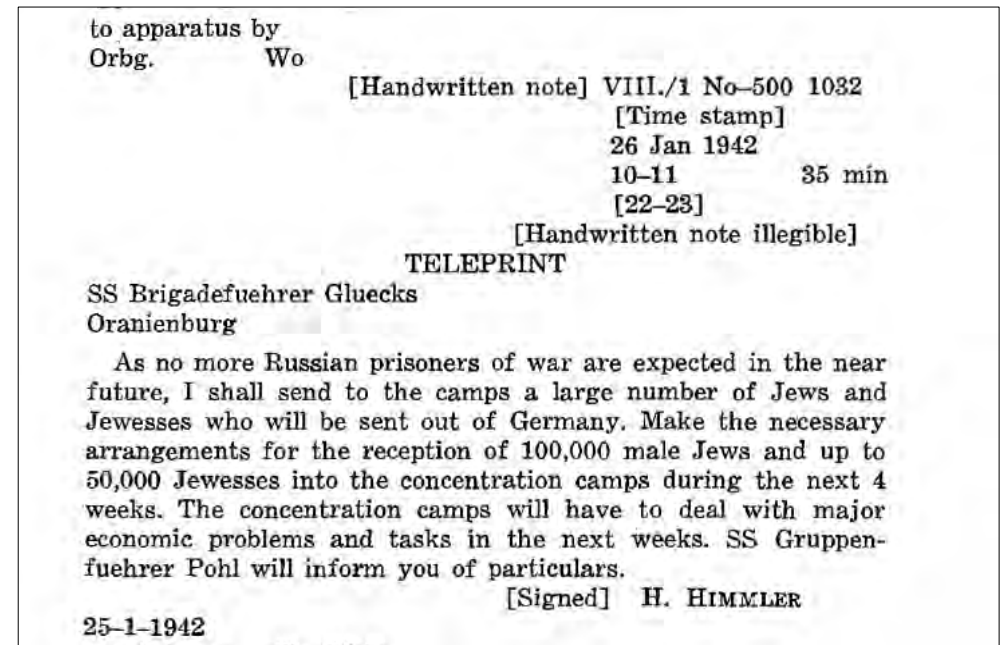 to apparatus by
Orbg. Wo
[Handwritten note] VIII./1 No–500 1032
[Time stamp]
26 Jan 1942
10–11 35 min
[22–23]
[Handwritten note illegible]
TELEPRINT
SS Brigadefuehrer Gluecks
Oranienburg
As no more Russian prisoners of war are expected in the near
future, I shall send to the camps a large number of Jews and
Jewesses who will be sent out of Germany. Make the necessary
arrangements for the reception of 100,000 male Jews and up to
50,000 Jewesses into the concentration camps during the next 4
weeks. The concentration camps will have to deal with major
economic problems and tasks in the next weeks. SS Gruppen-
fuehrer Pohl will inform you of particulars.
[Signed] H. HIMMLER
25–1–1942